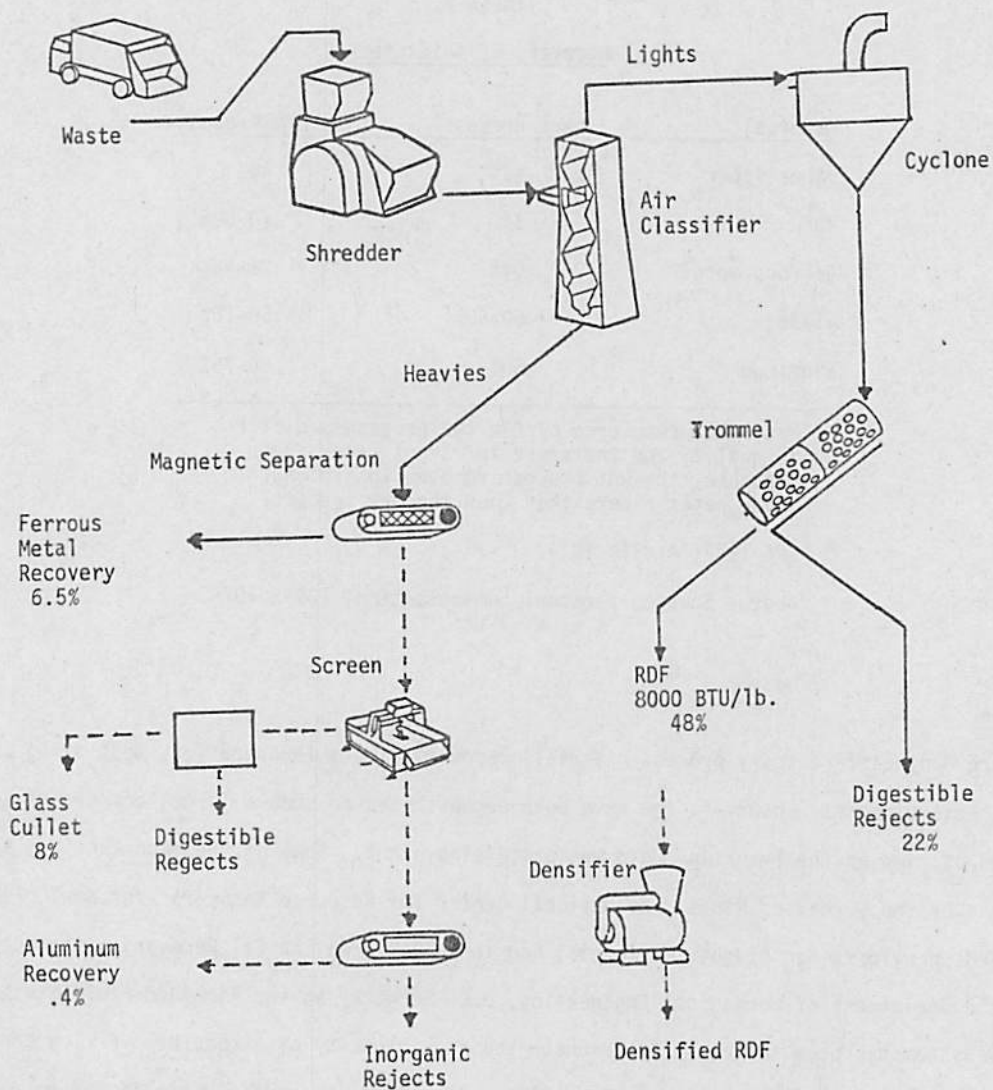 Waste
Shredder
Lights
Air
Classifier
Cyclone
Heavies
Trommel
Magnetic Separation
Ferrous
Metal
Recovery
6.5%
Screen
RDF
8000 BTU/lb.
48%
Glass
Cullet
8%
Digestible
Regects
Digestible
Rejects
22%
Densifier
Aluminum
Recovery
.4%
Inorganic
Rejects
Densified RDF